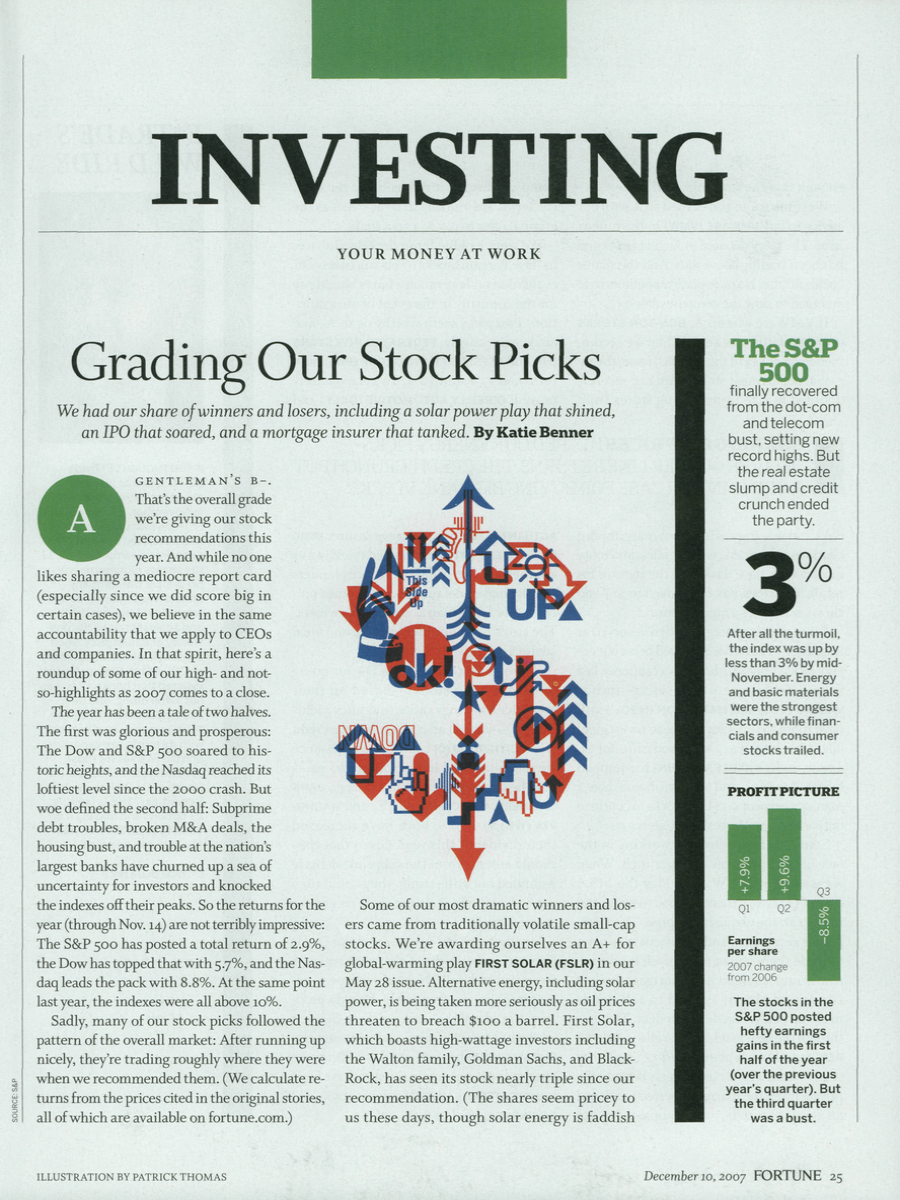 INVESTING
YOUR MONEY AT WORK
Grading Our Stock Picks
We had our share of winners and losers, including a solar power play that shined,
an IPO that soared, and a mortgage insurer that tanked. By Katie Benner
A
GENTLEMAN'S B–.
That's the overall grade
we're giving our stock
recommendations this
year. And while no one
likes sharing a mediocre report card
(especially since we did score big in
certain cases), we believe in the same
accountability that we apply to CEOs
and companies. In that spirit, here's a
roundup of some of our high- and not-
so-highlights as 2007 comes to a close.
The year has been a tale of two halves.
The first was glorious and prosperous:
The Dow and S&P 500 soared to his-
toric heights, and the Nasdaq reached its
loftiest level since the 2000 crash. But
woe defined the second half: Subprime
debt troubles, broken M&A deals, the
housing bust, and trouble at the nation's
largest banks have churned up a sea of
uncertainty for investors and knocked
the indexes off their peaks. So the returns for the
year (through Nov. 14) are not terribly impressive:
The S&P 500 has posted a total return of 2.9%,
the Dow has topped that with 5.7%, and the Nas-
daq leads the pack with 8.8%. At the same point
last year, the indexes were all above 10%.
Sadly, many of our stock picks followed the
pattern of the overall market: After running up
nicely, they're trading roughly where they were
when we recommended them. (We calculate re-
turns from the prices cited in the original stories,
all of which are available on fortune.com.)
This
Side
Up
UP
ok!
DOWN
Some of our most dramatic winners and los-
ers came from traditionally volatile small-cap
stocks. We're awarding ourselves an A+ for
global-warming play FIRST SOLAR (FSLR) in our
May 28 issue. Alternative energy, including solar
power, is being taken more seriously as oil prices
threaten to breach $100 a barrel. First Solar,
which boasts high-wattage investors including
the Walton family, Goldman Sachs, and Black-
Rock, has seen its stock nearly triple since our
recommendation. (The shares seem pricey to
us these days, though solar energy is faddish
The S&P
500
finally recovered
from the dot-com
and telecom
bust, setting new
record highs. But
the real estate
slump and credit
crunch ended
the party.
3%
After all the turmoil,
the index was up by
less than 3% by mid-
November. Energy
and basic materials
were the strongest
sectors, while finan-
cials and consumer
stocks trailed.
PROFIT PICTURE
+7.9%
+9.6%
Q3
Q1
Q2
–8.5%
Earnings
per share
2007 change
from 2006
The stocks in the
S&P 500 posted
hefty earnings
gains in the first
half of the year
(over the previous
year's quarter). But
the third quarter
was a bust.
SOURCE: S&P
ILLUSTRATION BY PATRICK THOMAS
December 10, 2007 FORTUNE 25